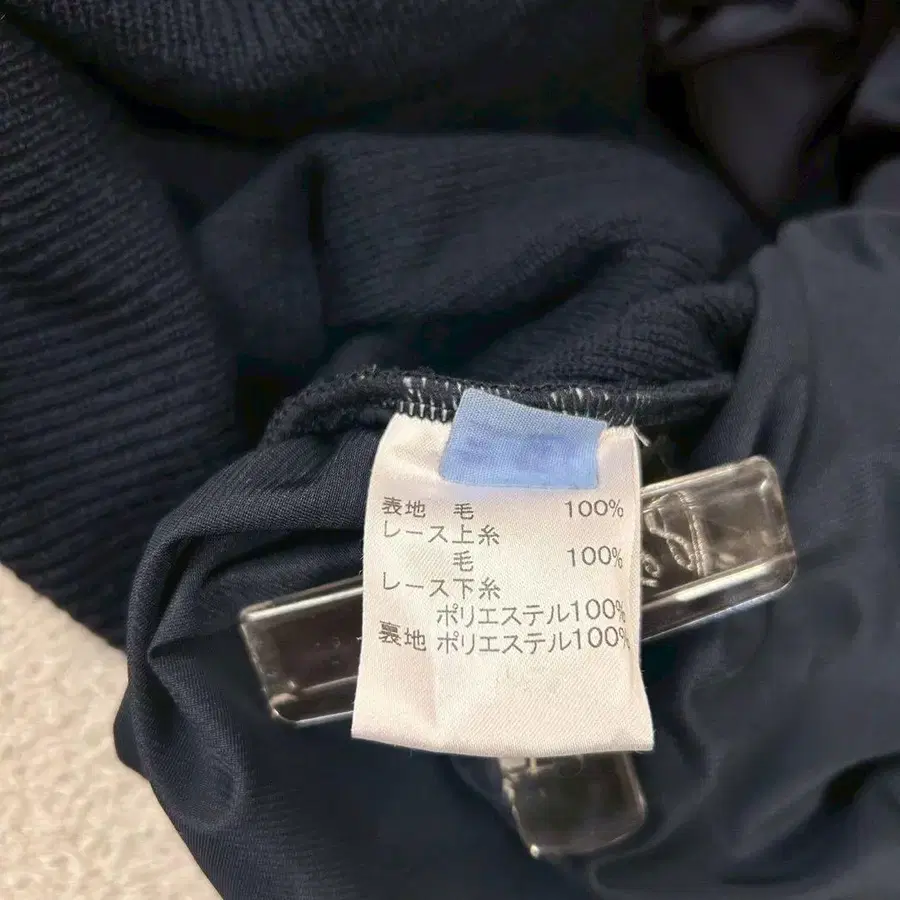 表地 毛 100%
レース上糸
毛 100%
レース下糸
ポリエステル100%
裏地 ポリエステル100%